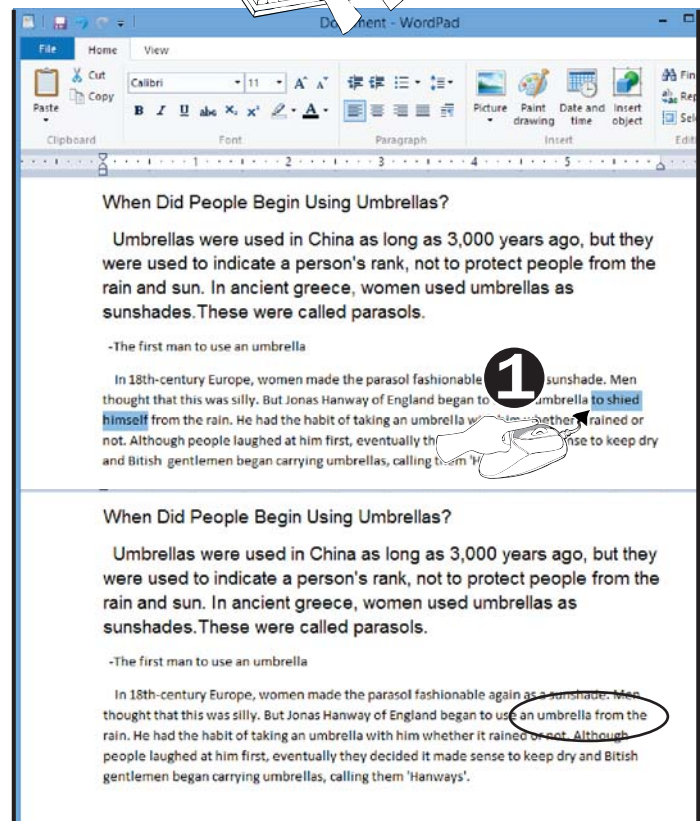 Document - WordPad
File Home View
Cut
Copy
Paste
Calibri 11 A A
B I U abc X₂ X² A
Picture Paint drawing Date and time Insert object
Clipboard Font Paragraph Insert
1 2 3 4 5
When Did People Begin Using Umbrellas?
Umbrellas were used in China as long as 3,000 years ago, but they
were used to indicate a person's rank, not to protect people from the
rain and sun. In ancient greece, women used umbrellas as
sunshades.These were called parasols.
-The first man to use an umbrella
In 18th-century Europe, women made the parasol fashionable sunshade. Men
thought that this was silly. But Jonas Hanway of England began to umbrella to shied
himself from the rain. He had the habit of taking an umbrella rained or
not. Although people laughed at him first, eventually to keep dry
and Bitish gentlemen began carrying umbrellas, calling them
1
When Did People Begin Using Umbrellas?
Umbrellas were used in China as long as 3,000 years ago, but they
were used to indicate a person's rank, not to protect people from the
rain and sun. In ancient greece, women used umbrellas as
sunshades.These were called parasols.
-The first man to use an umbrella
In 18th-century Europe, women made the parasol fashionable again as a sunshade. Men
thought that this was silly. But Jonas Hanway of England began to use an umbrella from the
rain. He had the habit of taking an umbrella with him whether it rained or not. Although
people laughed at him first, eventually they decided it made sense to keep dry and Bitish
gentlemen began carrying umbrellas, calling them 'Hanways'.